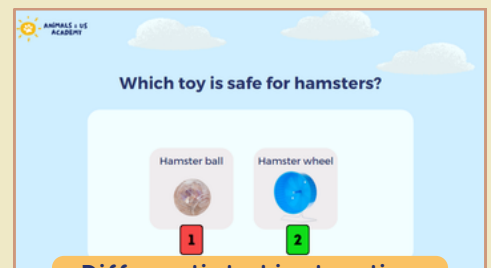 ANIMALS & US
ACADEMY
Which toy is safe for hamsters?
Hamster ball
Hamster wheel
1
2